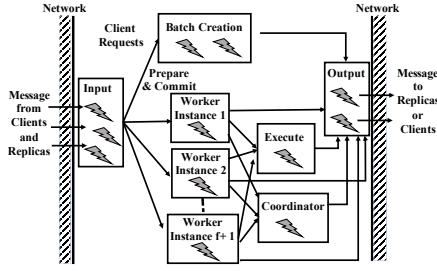 Network
Network
Client
Requests
Batch Creation
Prepare
& Commit
Input
Output
Message
from
Clients
and
Replicas
Message
to
Replicas
or
Clients
Worker
Instance 1
Execute
Worker
Instance 2
Coordinator
Worker
Instance f+ 1